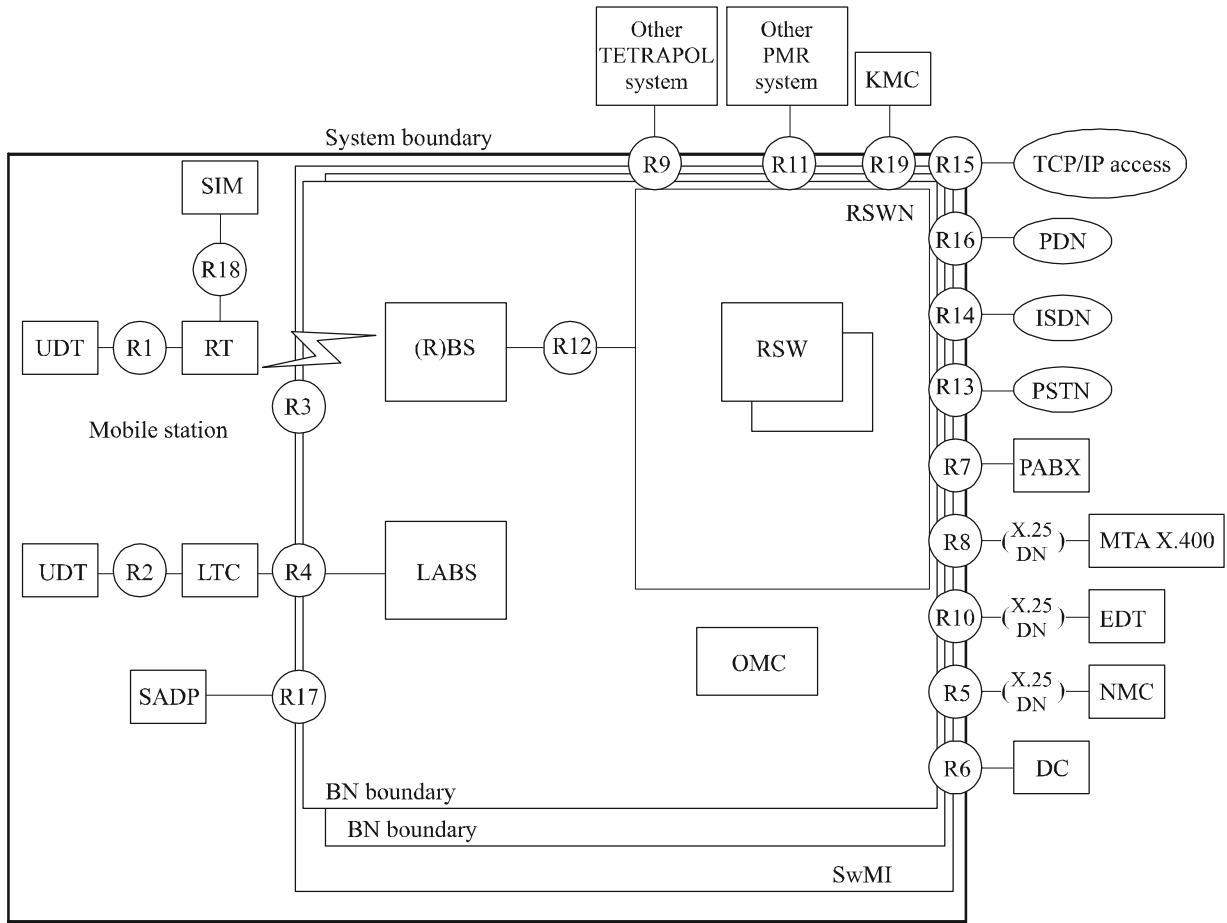 Other
TETRAPOL
system
Other
PMR
system
KMC
System boundary
R9
R11
R19
R15
TCP/IP access
SIM
RSWN
R18
R16
PDN
UDT
R1
RT
(R)BS
R12
RSW
R14
ISDN
R3
R13
PSTN
Mobile station
R7
PABX
R8
X.25
DN
MTA X.400
UDT
R2
LTC
R4
LABS
R10
X.25
DN
EDT
OMC
SADP
R17
R5
X.25
DN
NMC
R6
DC
BN boundary
BN boundary
SwMI